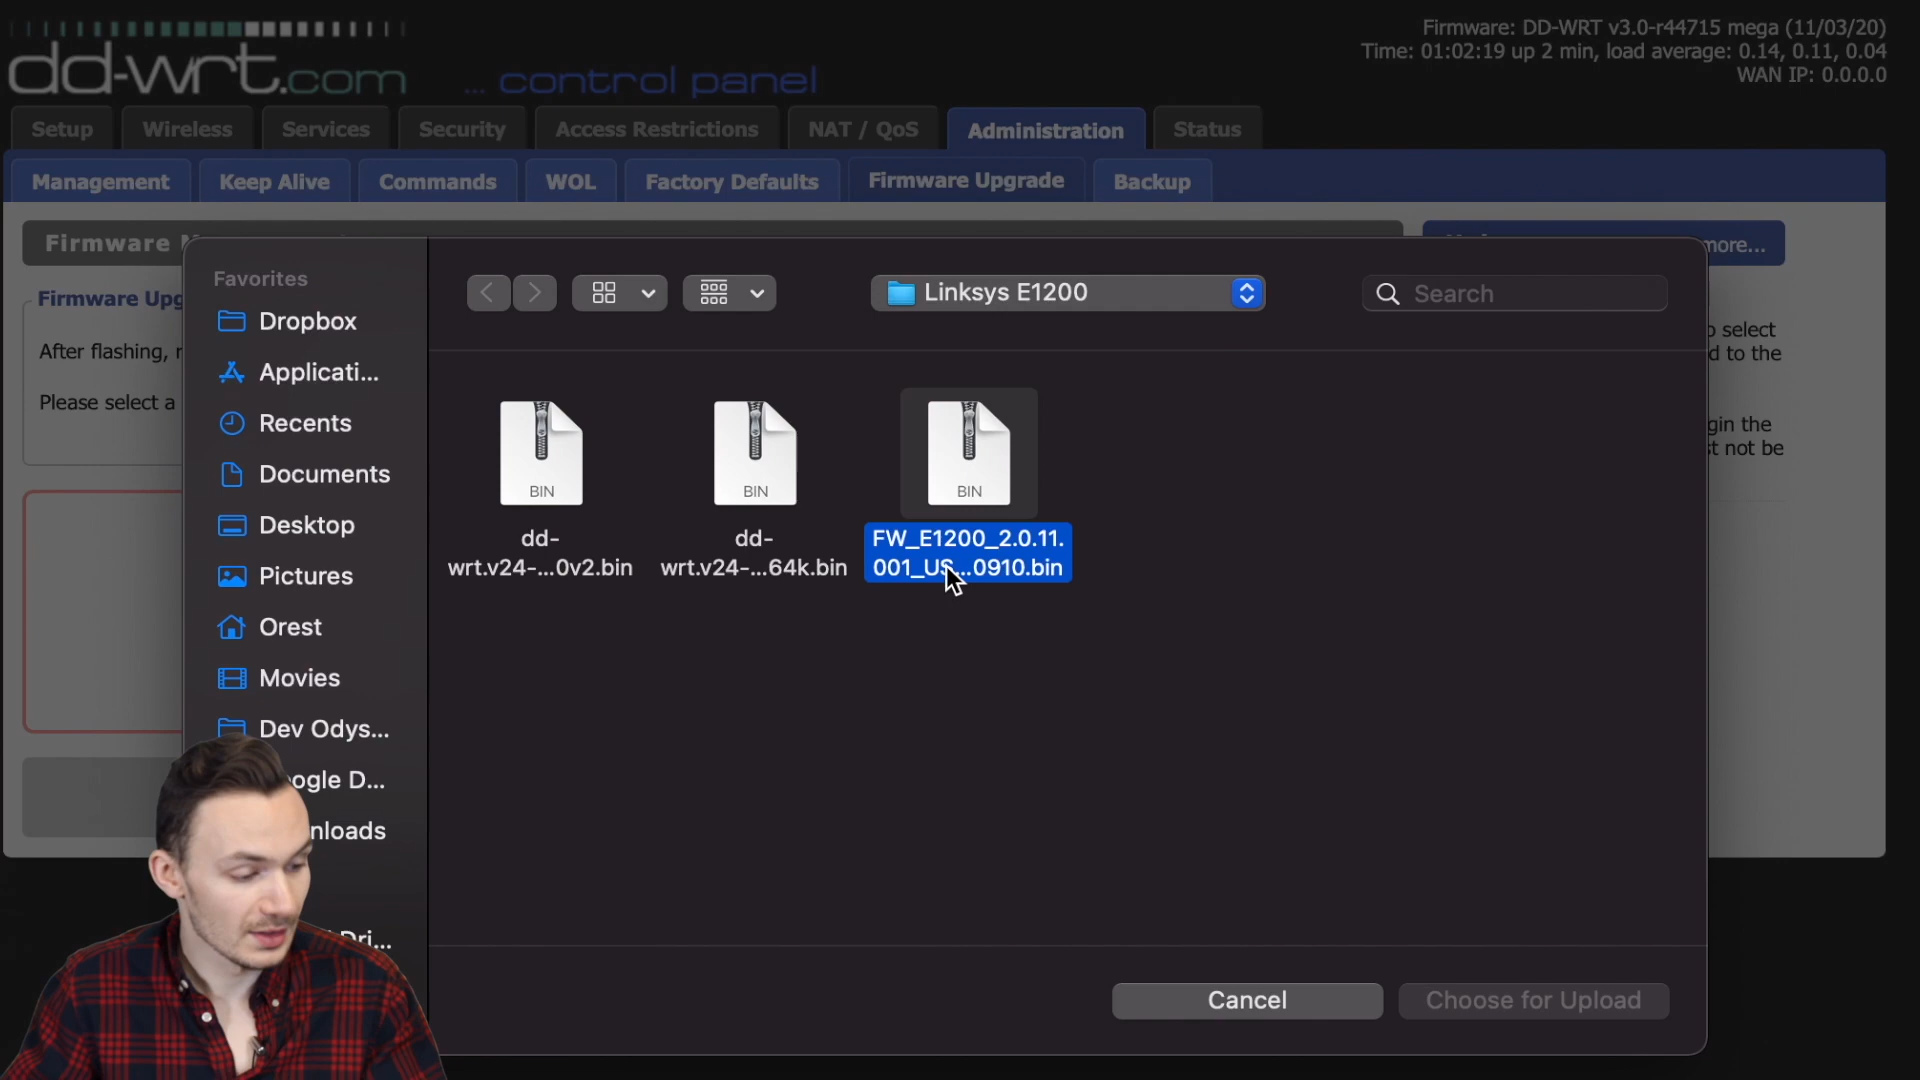 dd-wrt.com ... control panel
Firmware: DD-WRT v3.0-r44715 mega (11/03/20)
Time: 01:02:19 up 2 min, load average: 0.14, 0.11, 0.04
WAN IP: 0.0.0.0
Setup Wireless Services Security Access Restrictions NAT / QoS Administration Status
Management Keep Alive Commands WOL Factory Defaults Firmware Upgrade Backup
Firmware
more...
Firmware Upg
After flashing, r
Please select a
select
d to the
gin the
t not be
Favorites
Dropbox
Applicati...
Recents
Documents
Desktop
Pictures
Orest
Movies
Dev Odys...
ogle D...
nloads
Dri...
Linksys E1200
Search
BIN
dd-
wrt.v24-...0v2.bin
BIN
dd-
wrt.v24-...64k.bin
BIN
FW_E1200_2.0.11.
001_US...0910.bin
Cancel
Choose for Upload